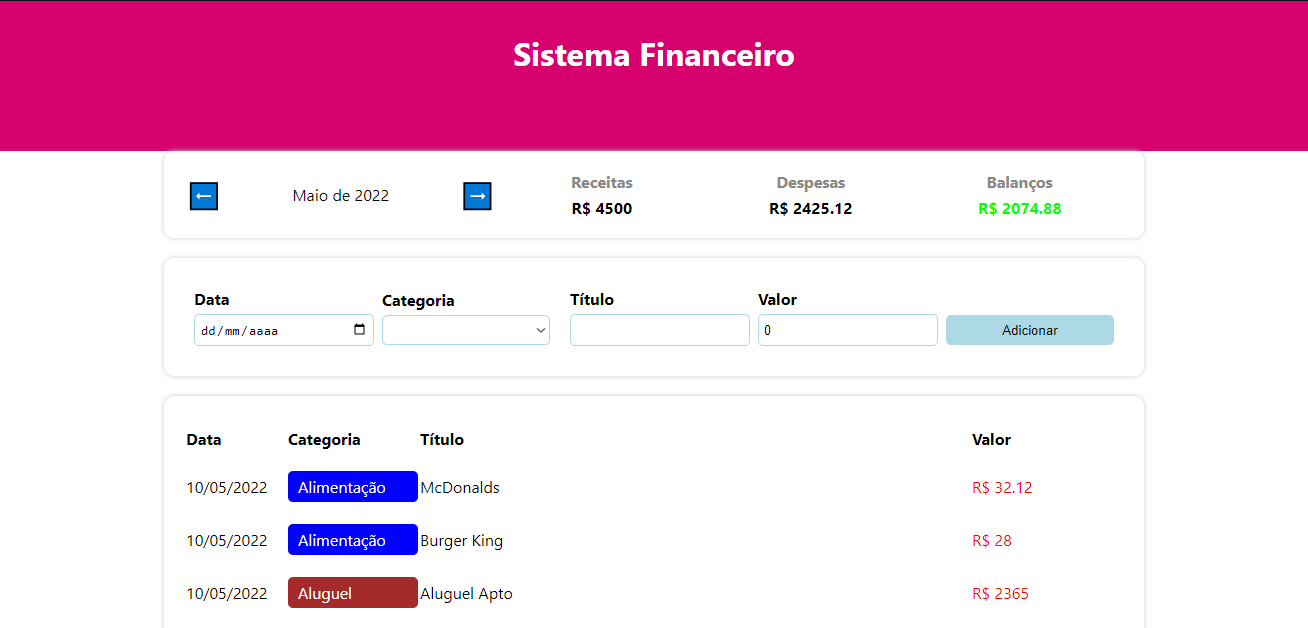 Sistema Financeiro
← Maio de 2022 →
Receitas Despesas Balanços
R$ 4500 R$ 2425.12 R$ 2074.88
Data Categoria Título Valor
dd/mm/aaaa 0 Adicionar
Data Categoria Título Valor
10/05/2022 Alimentação McDonalds R$ 32.12
10/05/2022 Alimentação Burger King R$ 28
10/05/2022 Aluguel Aluguel Apto R$ 2365